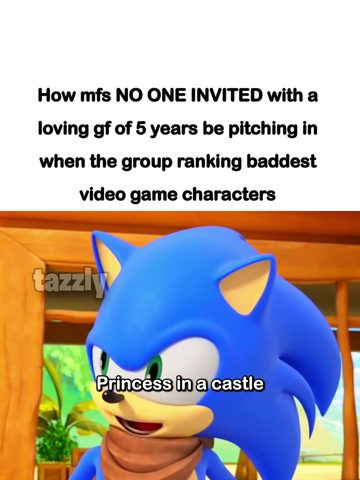 How mfs NO ONE INVITED with a
loving gf of 5 years be pitching in
when the group ranking baddest
video game characters
tazzly
Princess in a castle